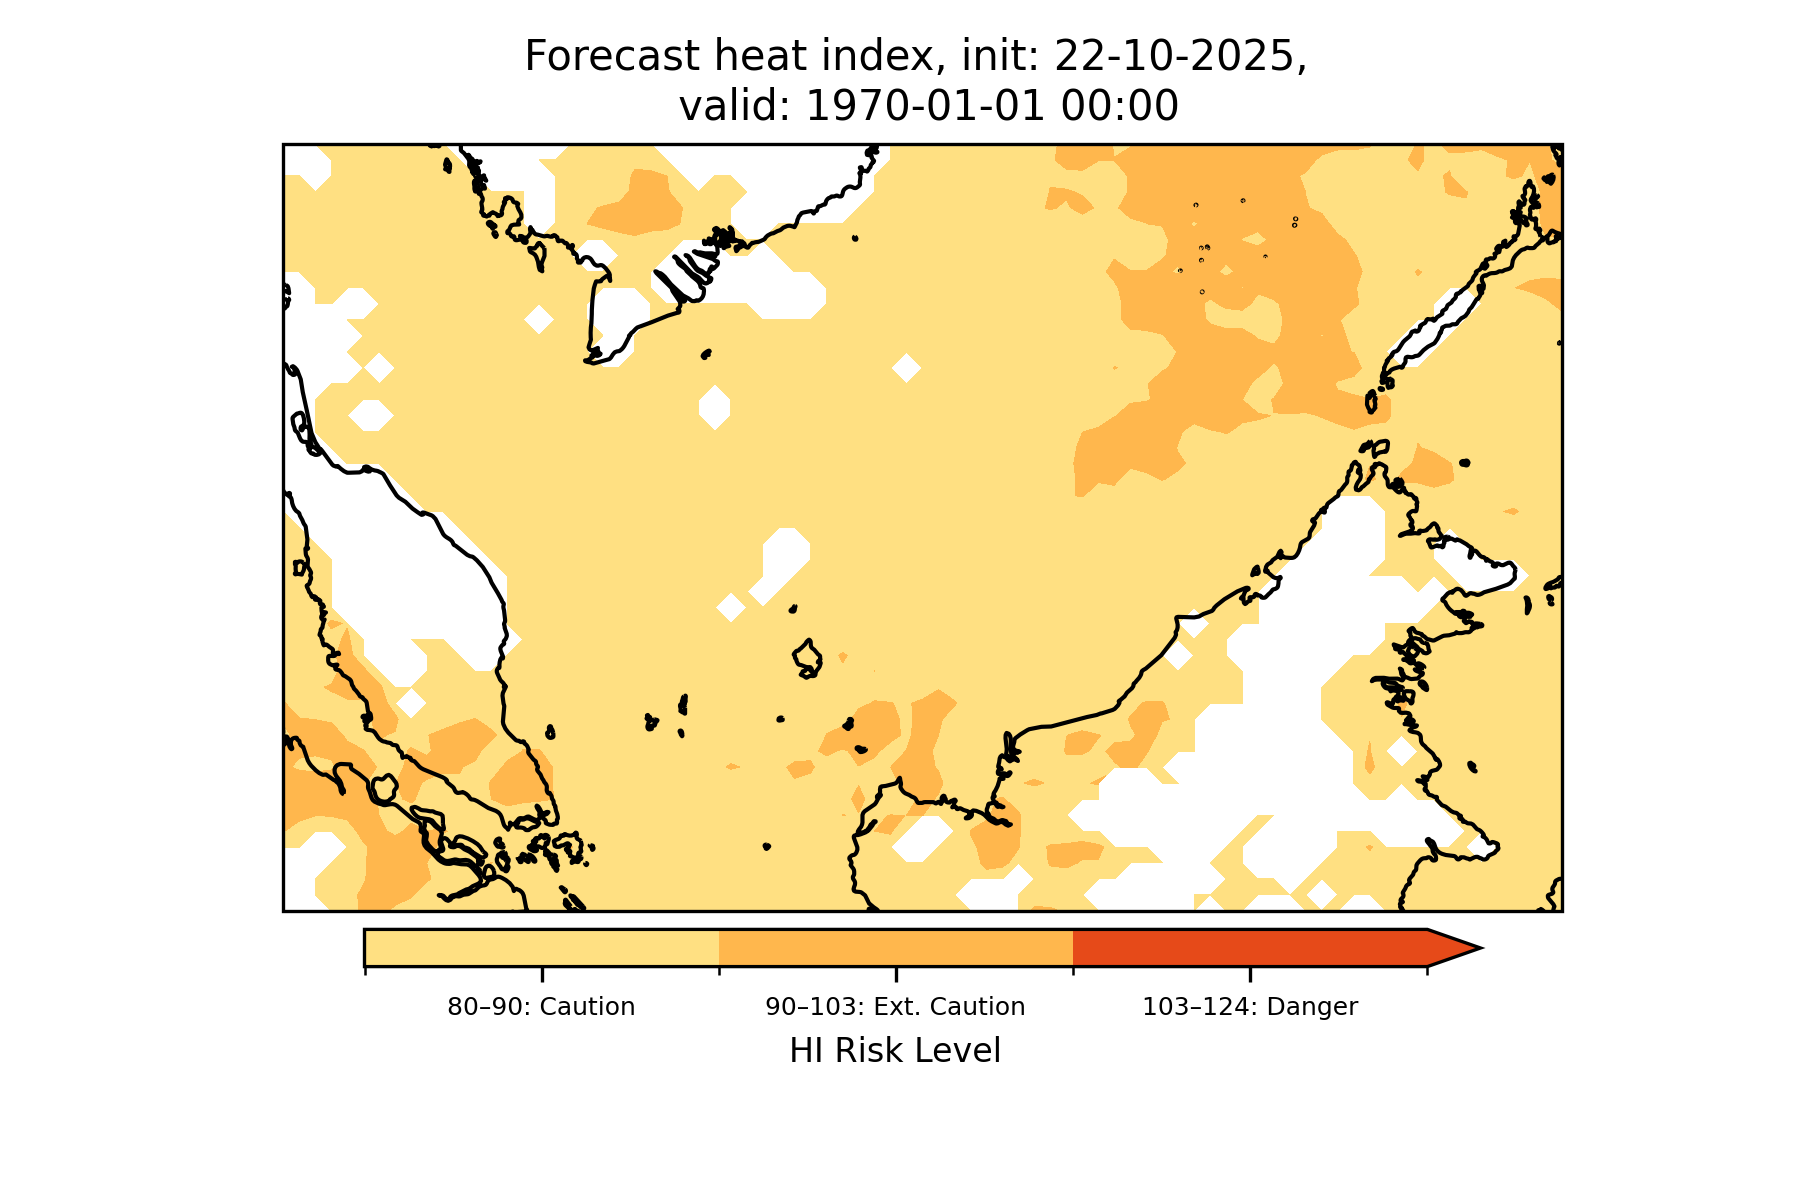 Forecast heat index, init: 22-10-2025,
valid: 1970-01-01 00:00
80–90: Caution
90–103: Ext. Caution
103–124: Danger
HI Risk Level